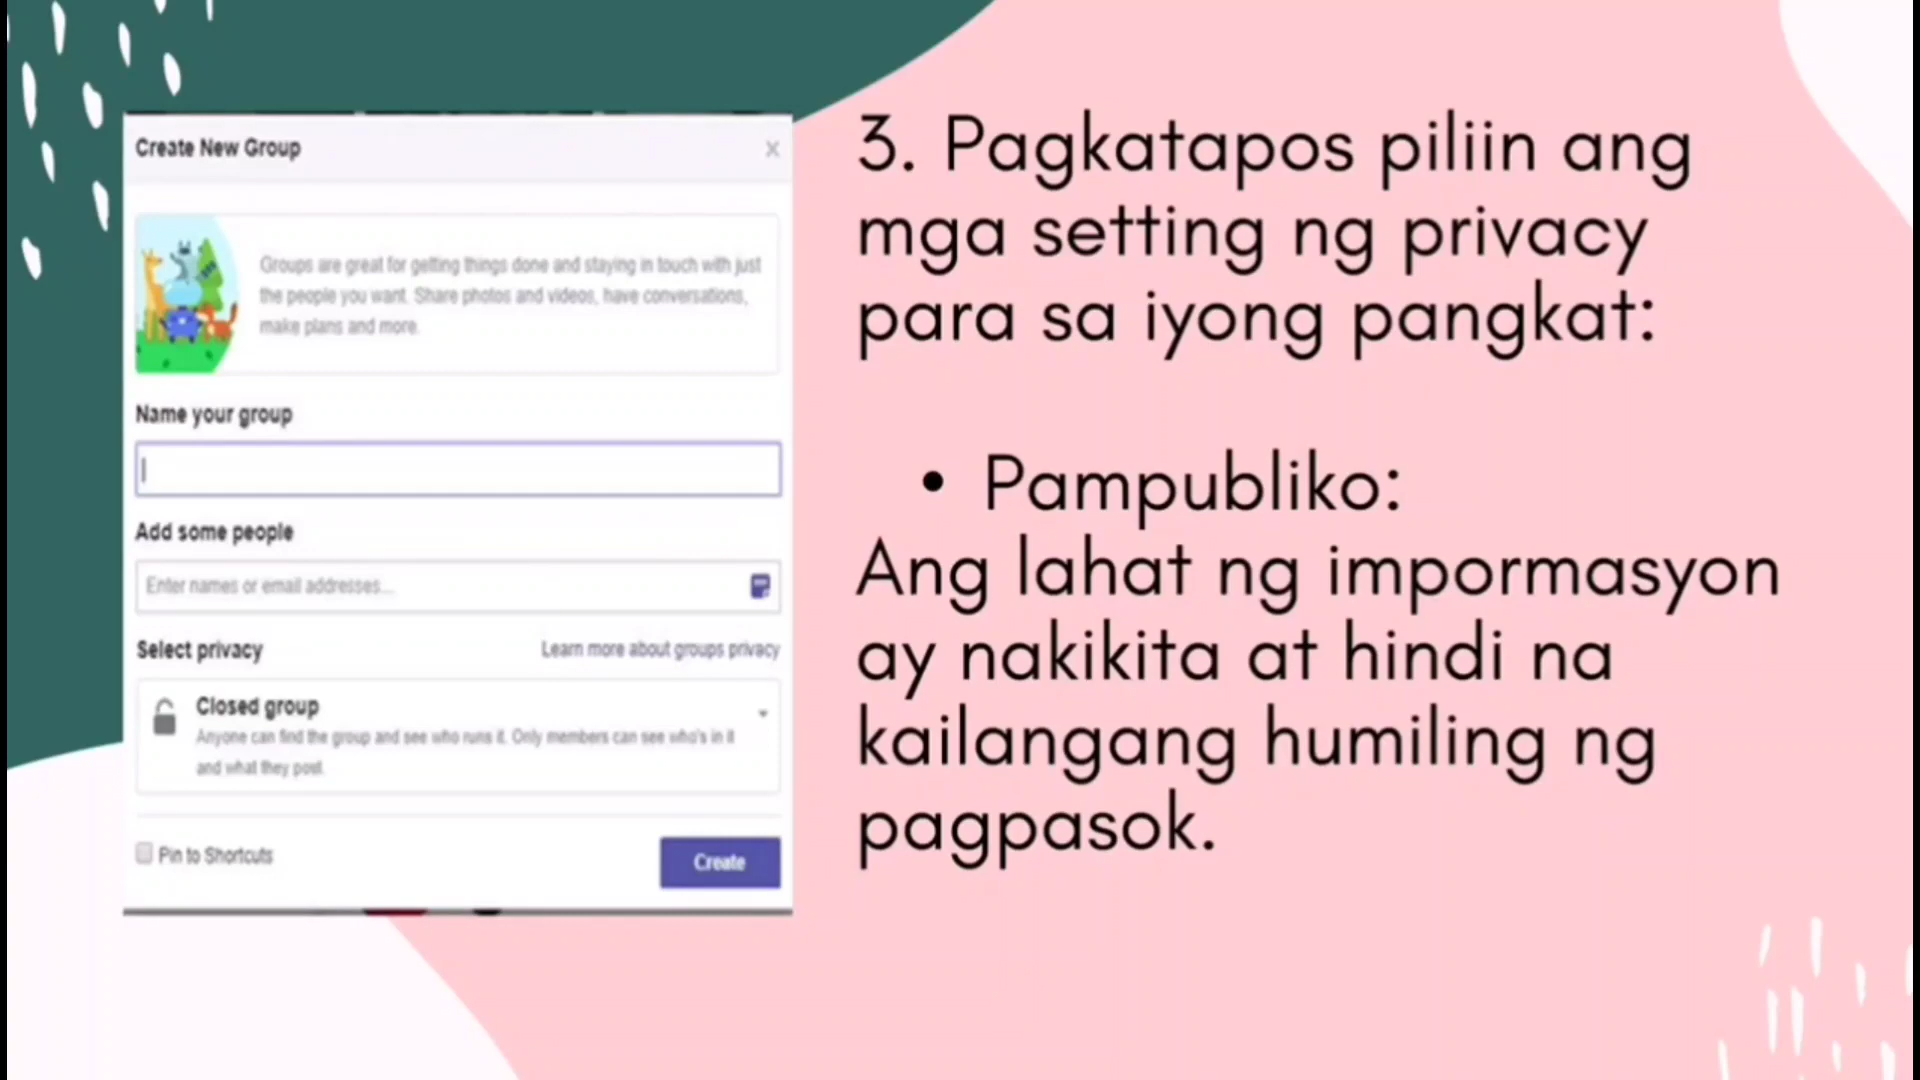 Create New Group
Groups are great for getting things done and staying in touch with just
the people you want. Share photos and videos, have conversations,
make plans and more.
Name your group
Add some people
Enter names or email addresses...
Select privacy
Learn more about groups privacy
Closed group
Anyone can find the group and see who runs it. Only members can see who's in it
and what they post.
Pin to Shortcuts
Create
3. Pagkatapos piliin ang
mga setting ng privacy
para sa iyong pangkat:
• Pampubliko:
Ang lahat ng impormasyon
ay nakikita at hindi na
kailangang humiling ng
pagpasok.